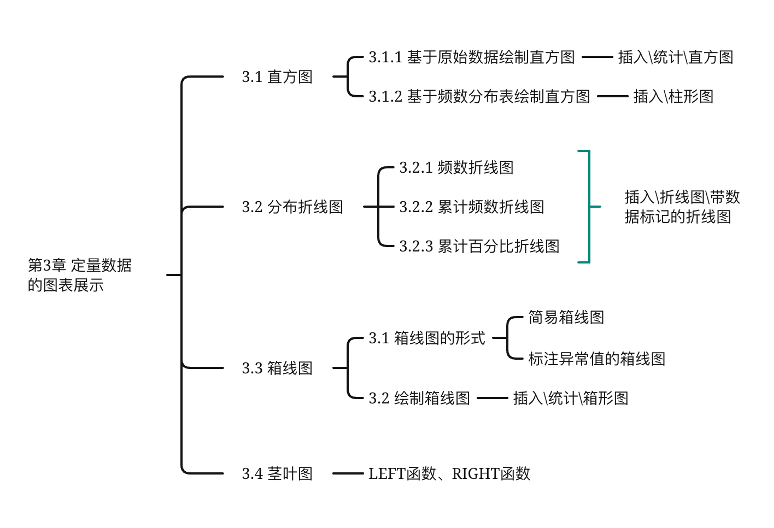 第3章 定量数据
的图表展示
3.1 直方图
3.1.1 基于原始数据绘制直方图
插入\统计\直方图
3.1.2 基于频数分布表绘制直方图
插入\柱形图
3.2 分布折线图
3.2.1 频数折线图
3.2.2 累计频数折线图
3.2.3 累计百分比折线图
插入\折线图\带数
据标记的折线图
3.3 箱线图
3.1 箱线图的形式
简易箱线图
标注异常值的箱线图
3.2 绘制箱线图
插入\统计\箱形图
3.4 茎叶图
LEFT函数、RIGHT函数